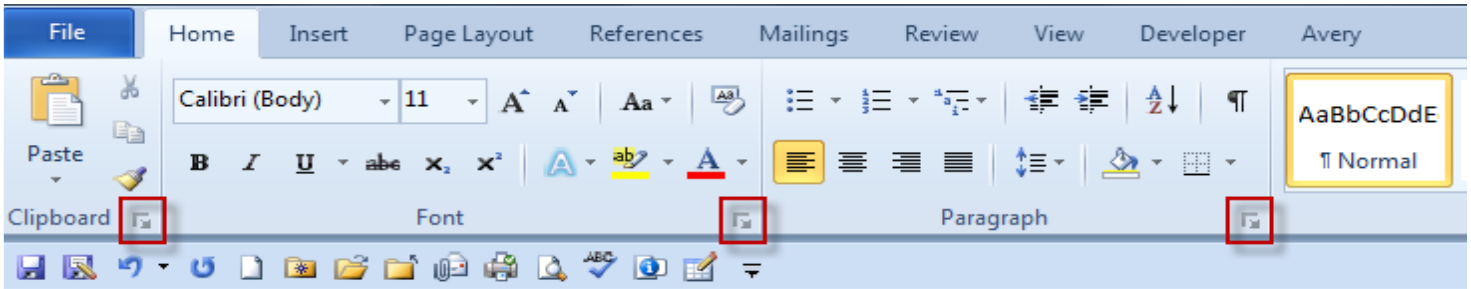 File Home Insert Page Layout References Mailings Review View Developer Avery
Calibri (Body) 11 A A Aa
AaBbCcDdE
Paste
B I U abc X₂ X² A ab A
¶ Normal
Clipboard Font Paragraph
ABC